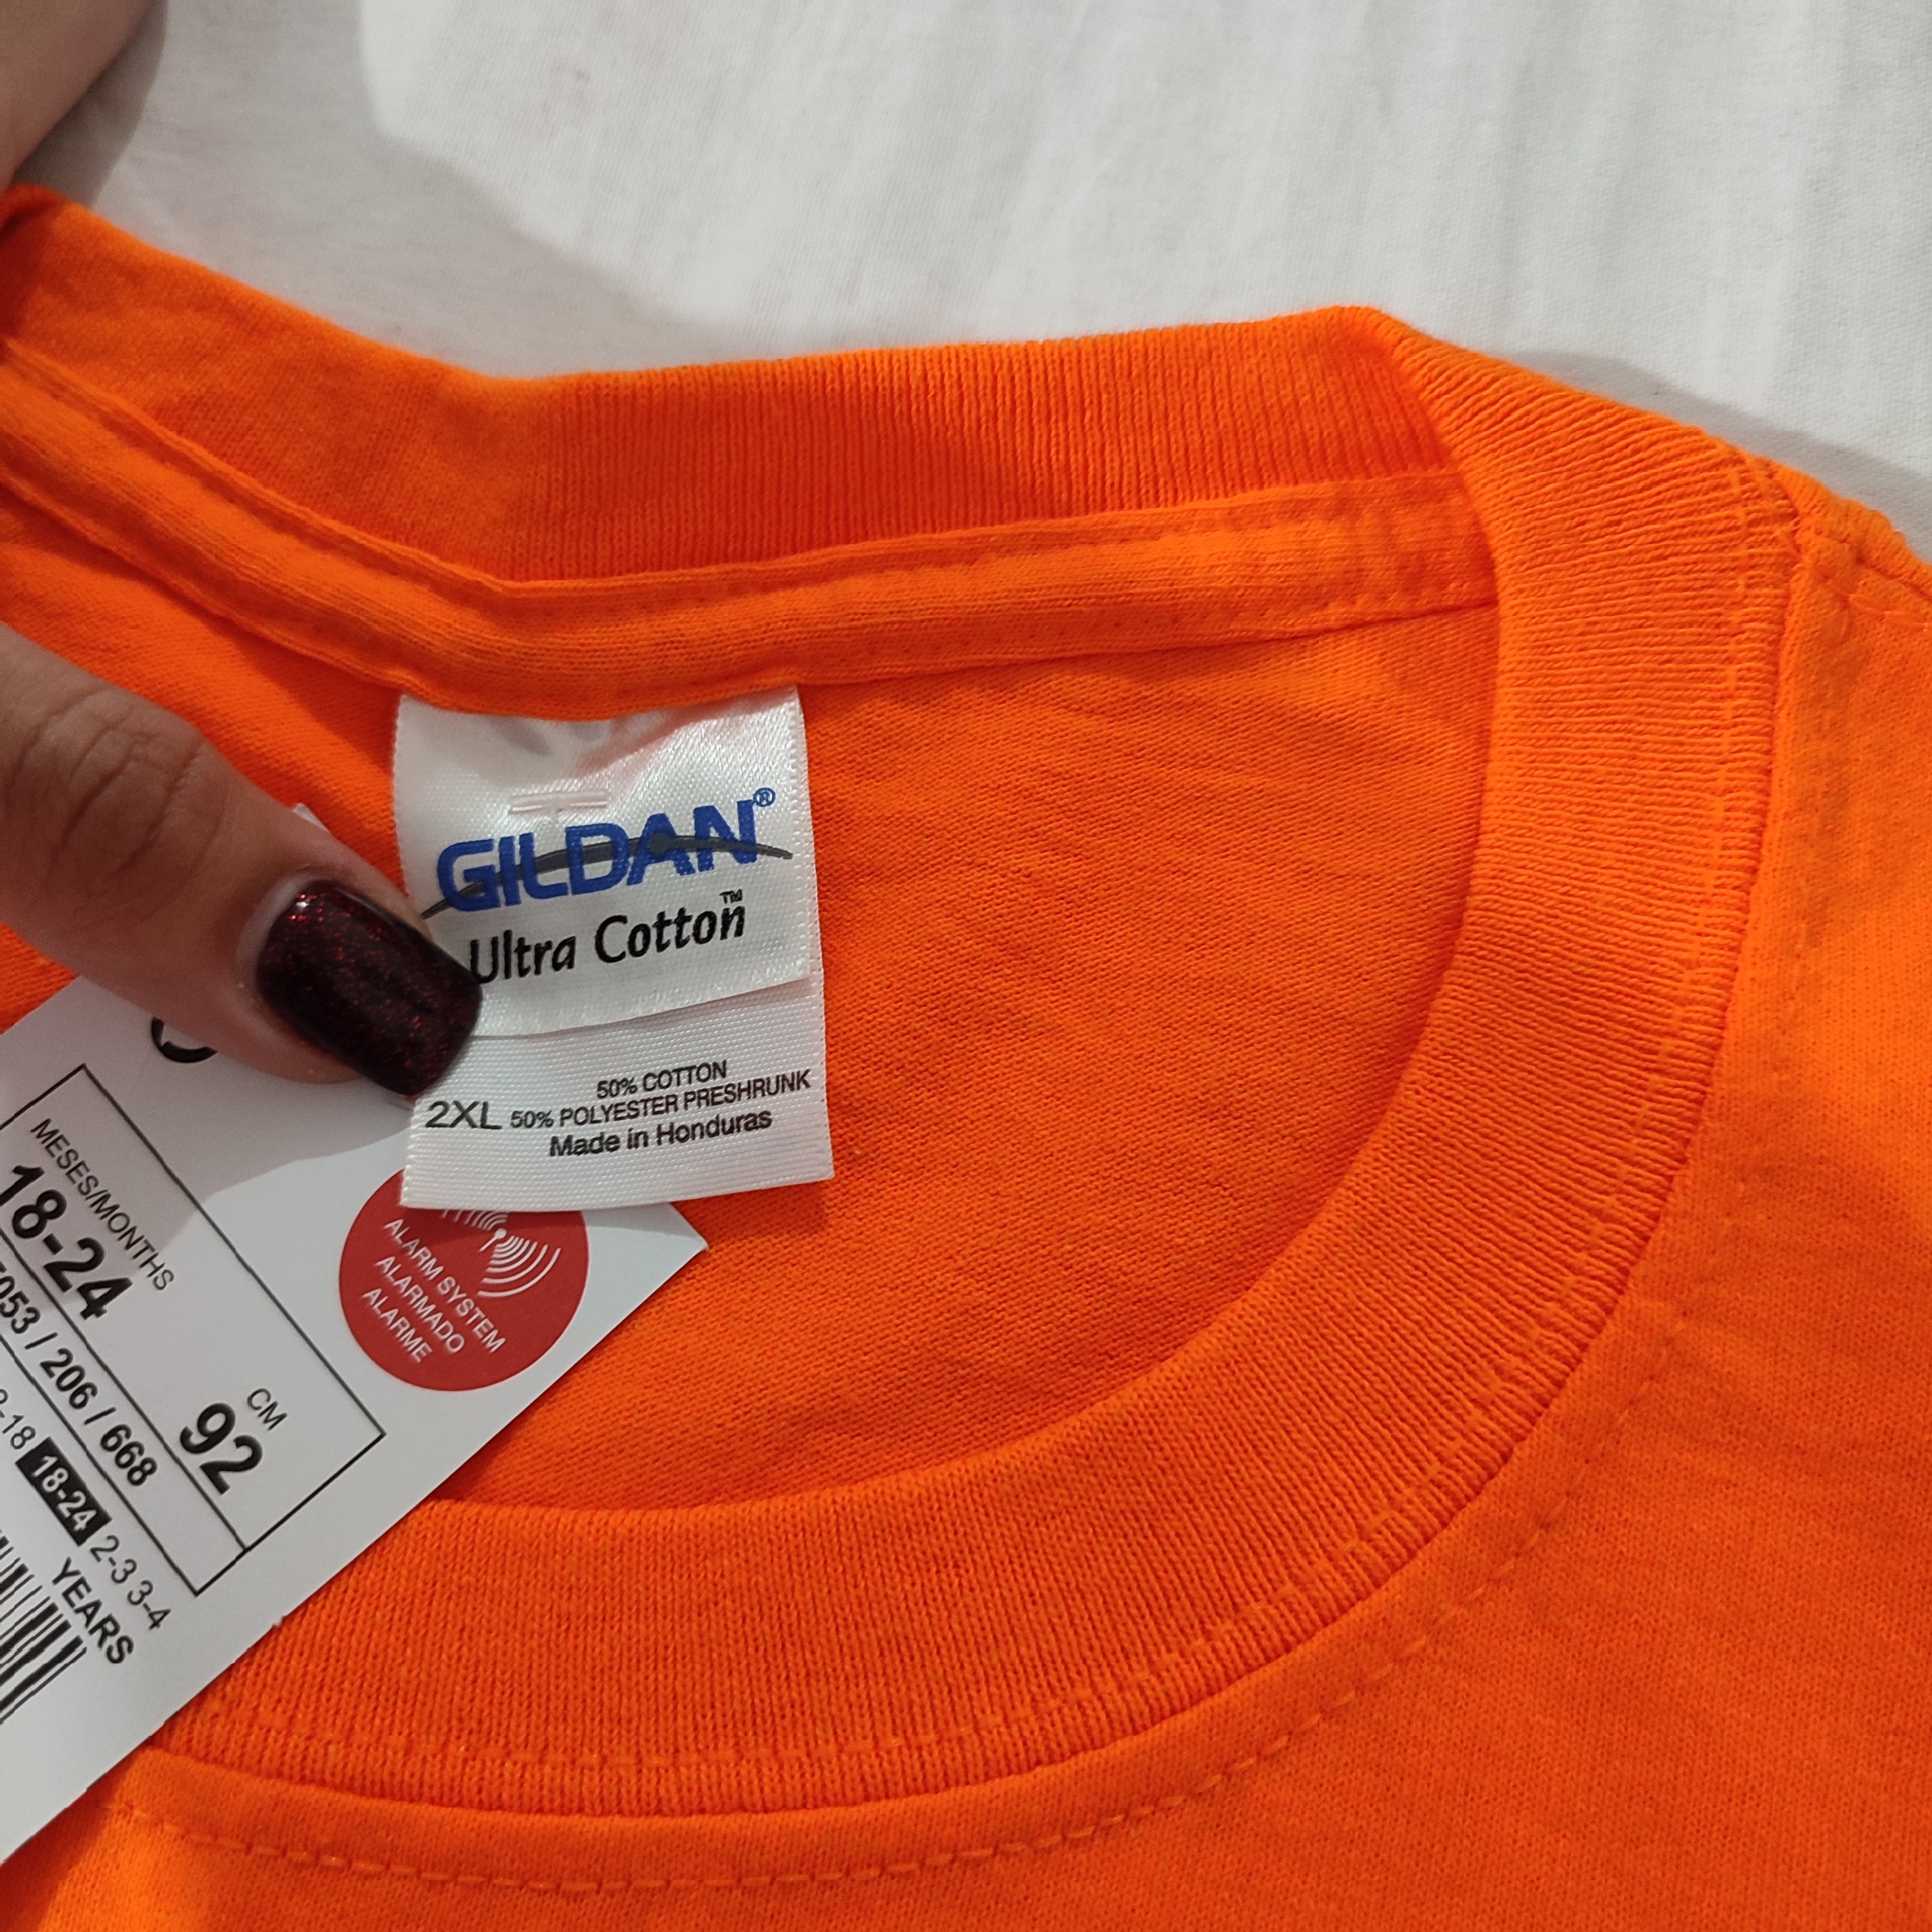 GILDAN®
Ultra Cotton™
50% COTTON
2XL 50% POLYESTER PRESHRUNK
Made in Honduras
MESES/MONTHS
18-24
CM
92
/ 206 / 668
18-24 2-3 3-4
YEARS
ALARM SYSTEM
ALARMADO
ALARME